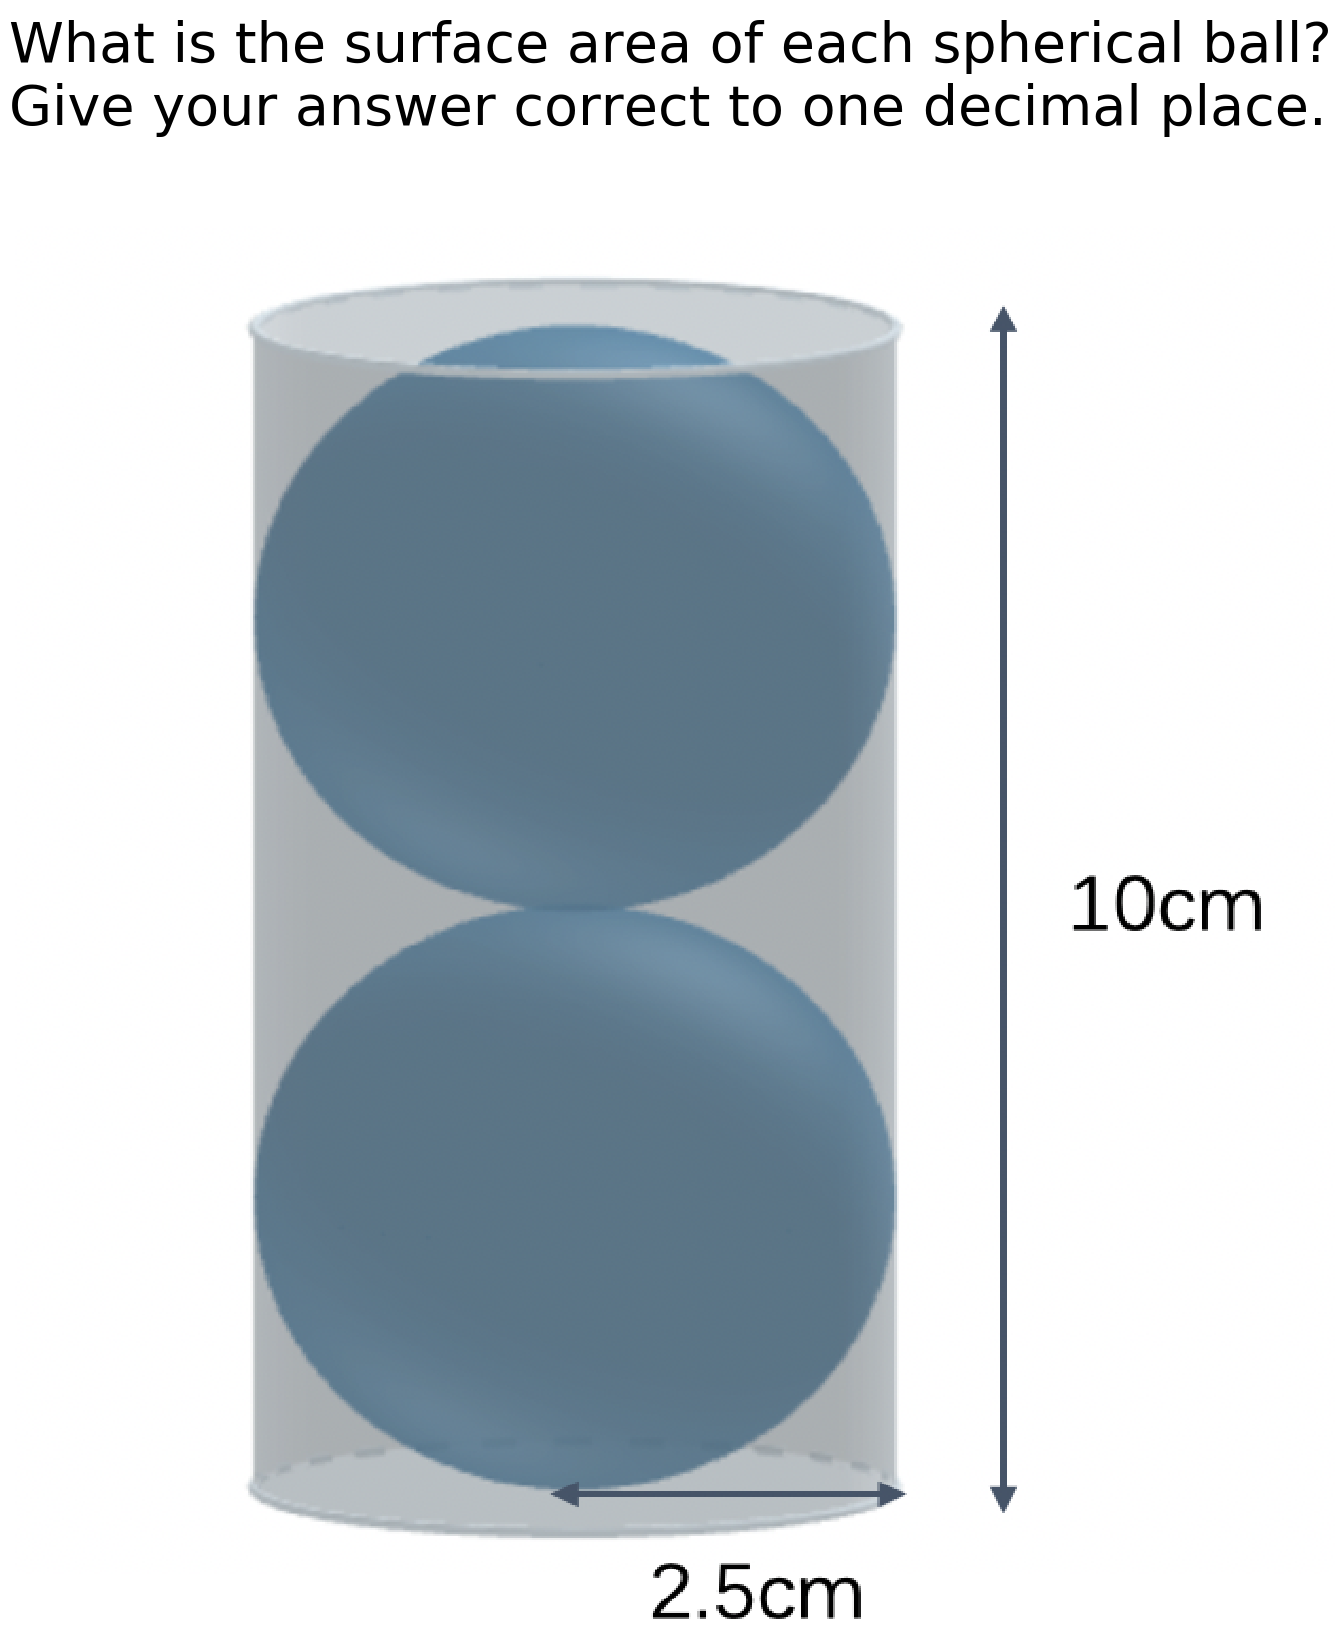 What is the surface area of each spherical ball?
Give your answer correct to one decimal place.
10cm
2.5cm